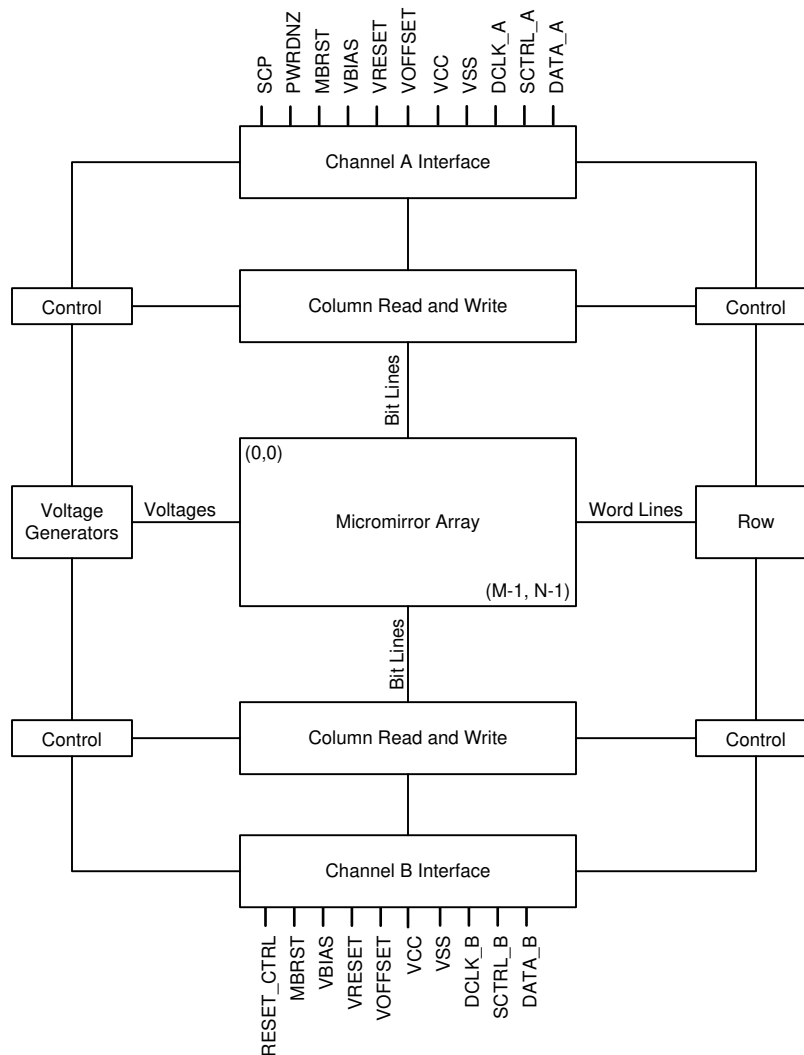 SCP
PWRDNZ
MBRST
VBIAS
VRESET
VOFFSET
VCC
VSS
DCLK_A
SCTRL_A
DATA_A
Channel A Interface
Control
Column Read and Write
Control
Bit Lines
(0,0)
Voltage
Generators
Voltages
Micromirror Array
Word Lines
Row
(M-1, N-1)
Bit Lines
Control
Column Read and Write
Control
Channel B Interface
RESET_CTRL
MBRST
VBIAS
VRESET
VOFFSET
VCC
VSS
DCLK_B
SCTRL_B
DATA_B